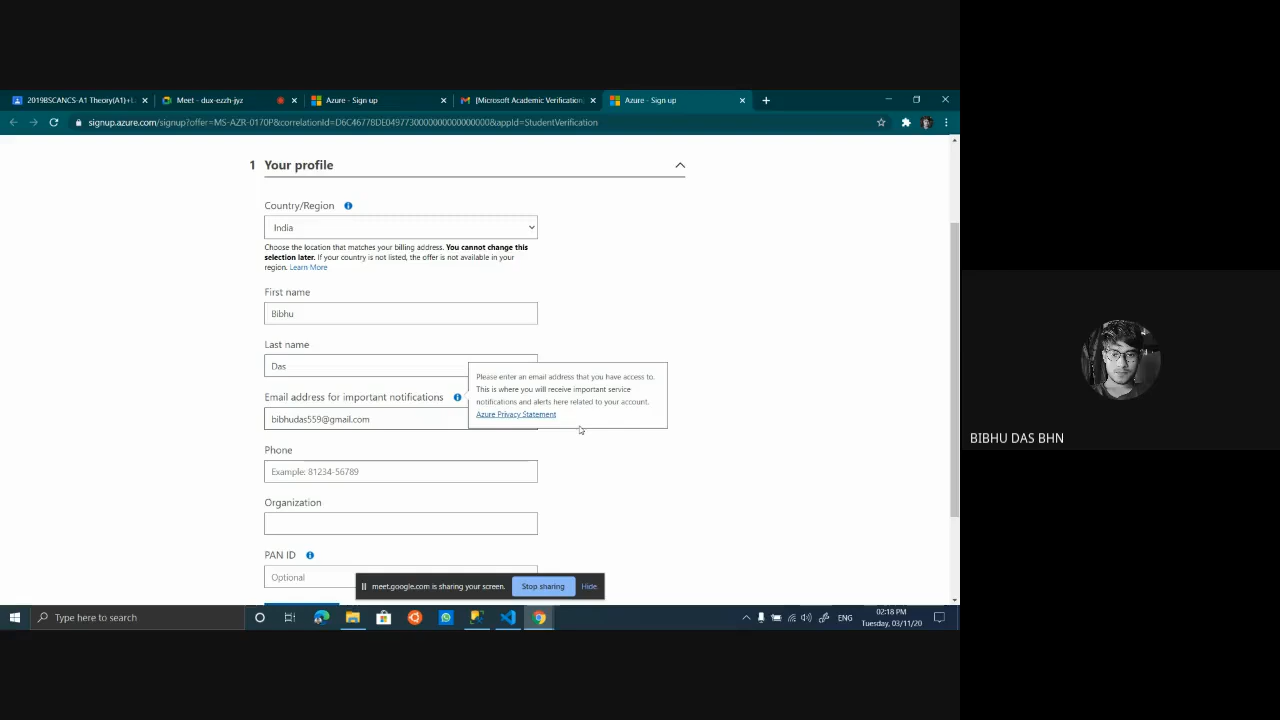 2019BSCANCS-A1 Theory(A1)+L
Meet - dux-ezzh-jyz
Azure - Sign up
[Microsoft Academic Verification]
Azure - Sign up
signup.azure.com/signup?offer=MS-AZR-0170P&correlationId=D6C46778DE0497730000000000000000&appId=StudentVerification
1 Your profile
Country/Region
India
Choose the location that matches your billing address. You cannot change this
selection later. If your country is not listed, the offer is not available in your
region. Learn More
First name
Bibhu
Last name
Das
Please enter an email address that you have access to.
This is where you will receive important service
notifications and alerts here related to your account.
Azure Privacy Statement
Email address for important notifications
bibhudas559@gmail.com
Phone
Example: 81234-56789
Organization
PAN ID
Optional
meet.google.com is sharing your screen.
Stop sharing
Hide
BIBHU DAS BHN
Type here to search
ENG
02:18 PM
Tuesday, 03/11/20